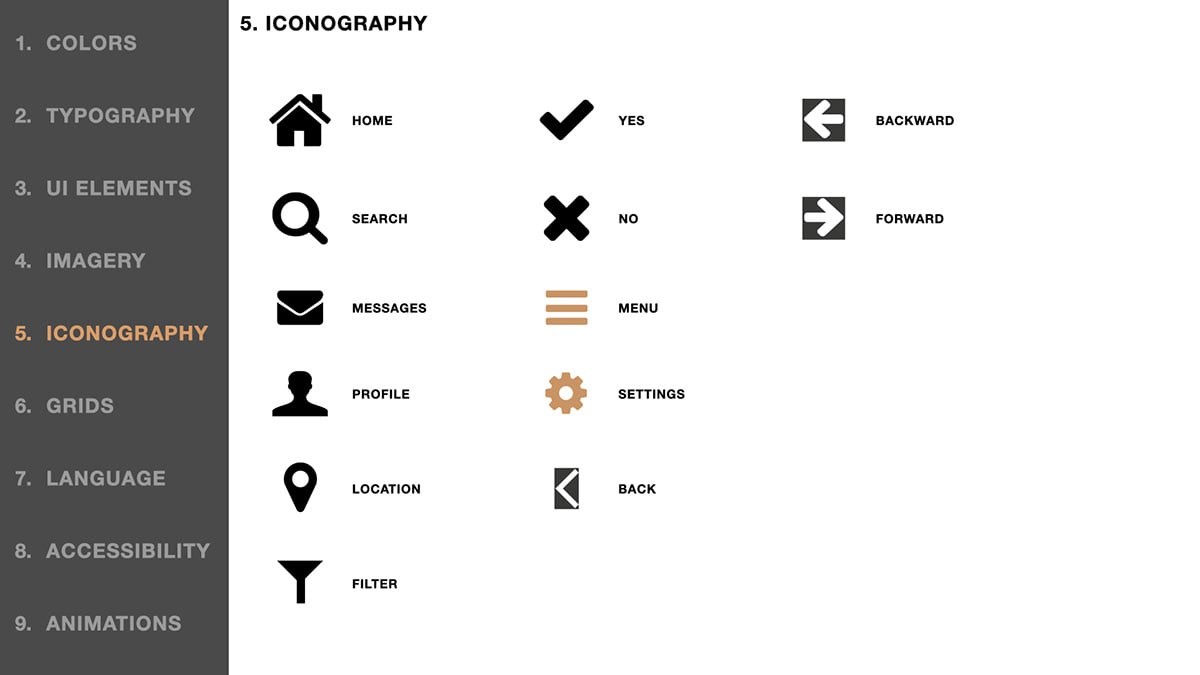 1. COLORS
2. TYPOGRAPHY
3. UI ELEMENTS
4. IMAGERY
5. ICONOGRAPHY
6. GRIDS
7. LANGUAGE
8. ACCESSIBILITY
9. ANIMATIONS
5. ICONOGRAPHY
HOME
SEARCH
MESSAGES
PROFILE
LOCATION
FILTER
YES
NO
MENU
SETTINGS
BACK
BACKWARD
FORWARD